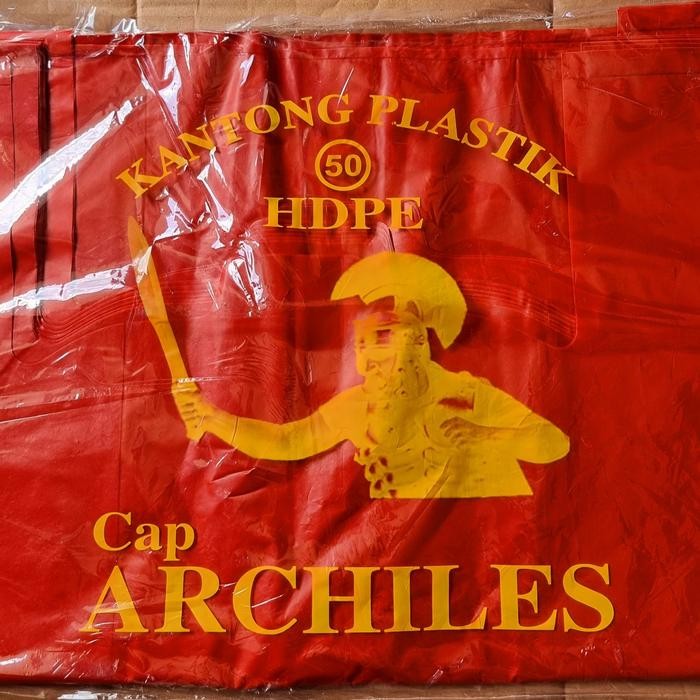 KANTONG PLASTIK
50
HDPE
Cap
ARCHILES